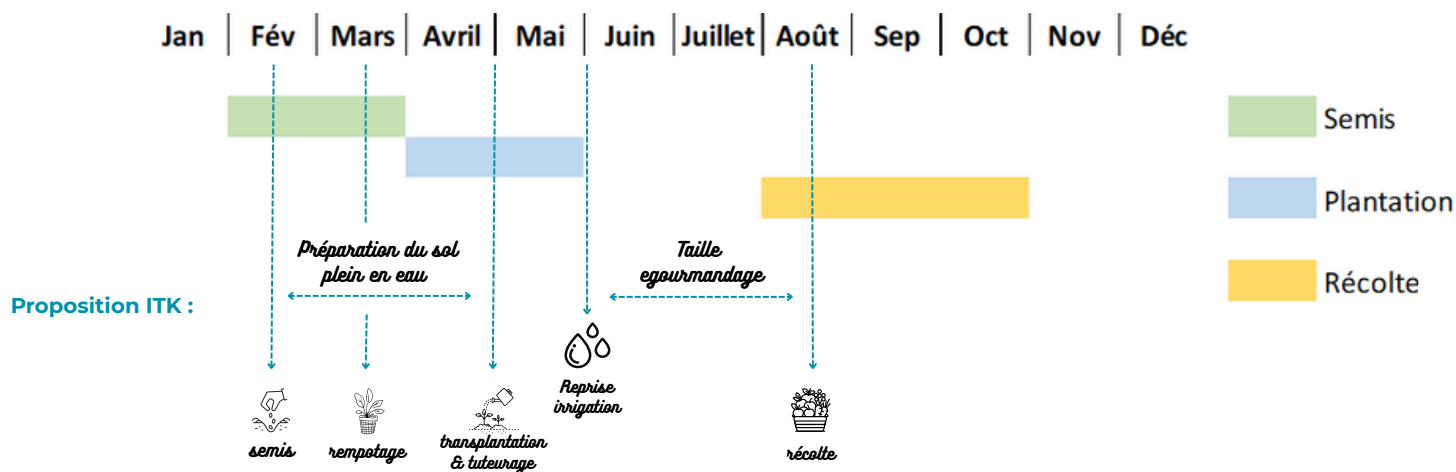 Jan Fév Mars Avril Mai Juin Juillet Août Sep Oct Nov Déc
Semis
Plantation
Récolte
Préparation du sol
plein en eau
Taille
egourmandage
Proposition ITK :
semis
rempotage
transplantation
& tuteurage
Reprise
irrigation
récolte